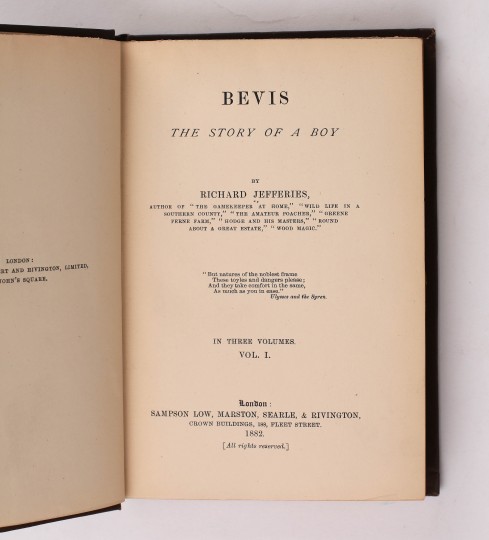 LONDON:
AND RIVINGTON, LIMITED,
JOHN'S SQUARE.
BEVIS
THE STORY OF A BOY
BY
RICHARD JEFFERIES,
AUTHOR OF "THE GAMEKEEPER AT HOME," "WILD LIFE IN A
SOUTHERN COUNTY," "THE AMATEUR POACHER," "GREENE
FERNE FARM," "HODGE AND HIS MASTERS," "ROUND
ABOUT A GREAT ESTATE," "WOOD MAGIC."
"But natures of the noblest frame
These toyles and dangers please;
And they take comfort in the same,
As much as you in ease."
Ulysses and the Syren.
IN THREE VOLUMES.
VOL. I.
London:
SAMPSON LOW, MARSTON, SEARLE, & RIVINGTON,
CROWN BUILDINGS, 188, FLEET STREET.
1882.
[All rights reserved.]